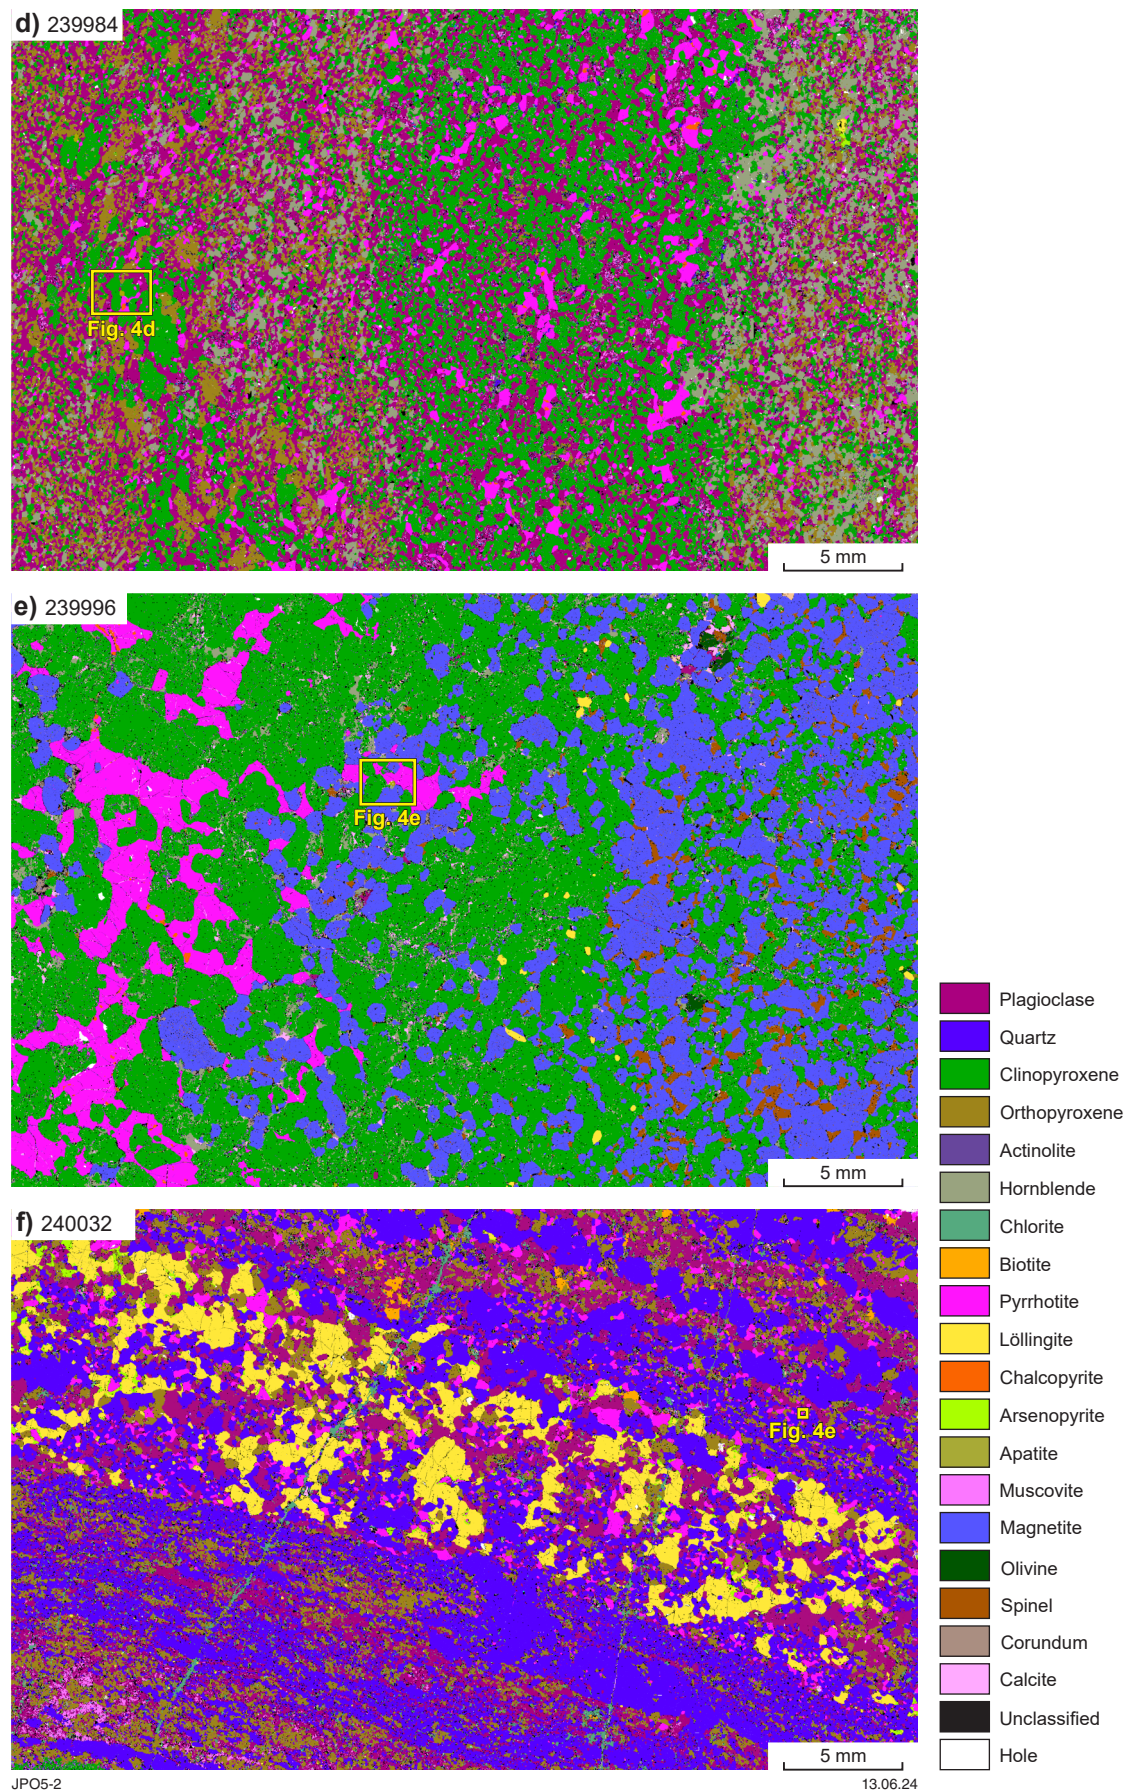 d) 239984
Fig. 4d
5 mm
e) 239996
Fig. 4e
5 mm
f) 240032
Fig. 4e
5 mm
Plagioclase
Quartz
Clinopyroxene
Orthopyroxene
Actinolite
Hornblende
Chlorite
Biotite
Pyrrhotite
Löllingite
Chalcopyrite
Arsenopyrite
Apatite
Muscovite
Magnetite
Olivine
Spinel
Corundum
Calcite
Unclassified
Hole
JPO5-2
13.06.24